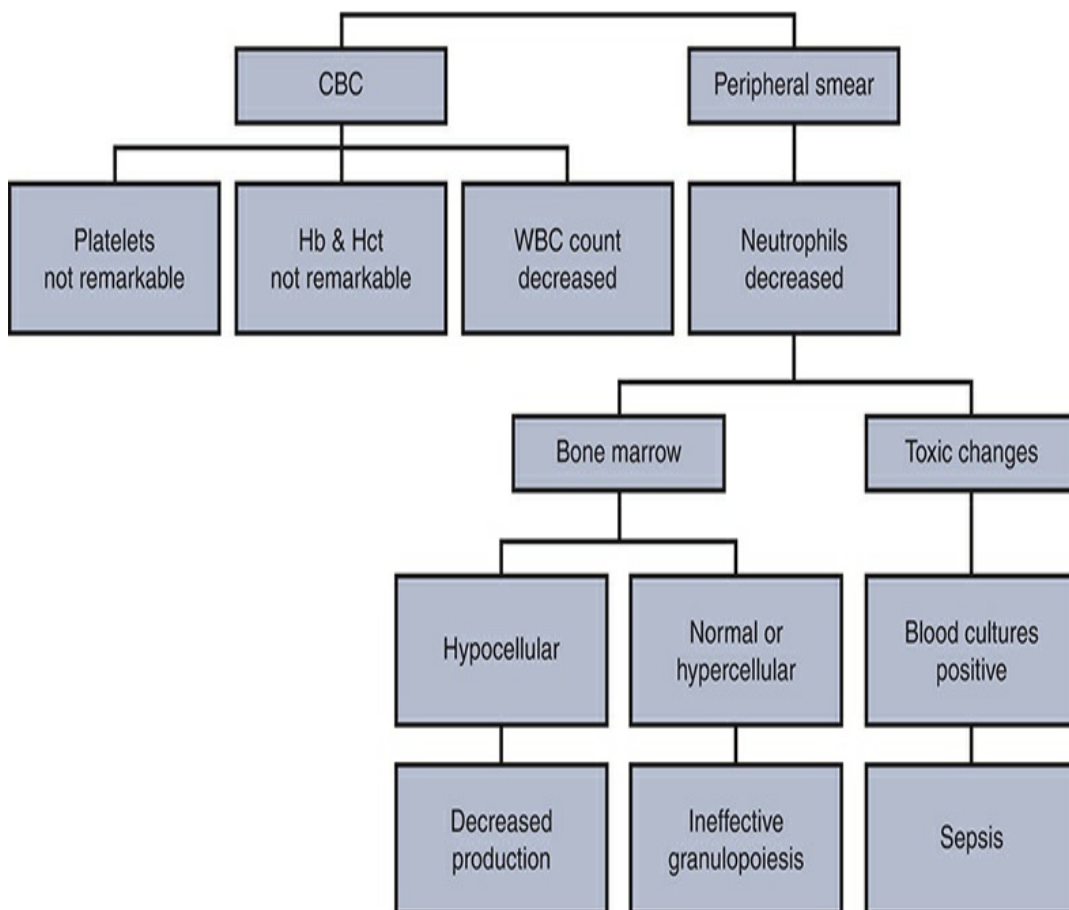 CBC
Peripheral smear
Platelets
not remarkable
Hb & Hct
not remarkable
WBC count
decreased
Neutrophils
decreased
Bone marrow
Toxic changes
Hypocellular
Normal or
hypercellular
Blood cultures
positive
Decreased
production
Ineffective
granulopoiesis
Sepsis